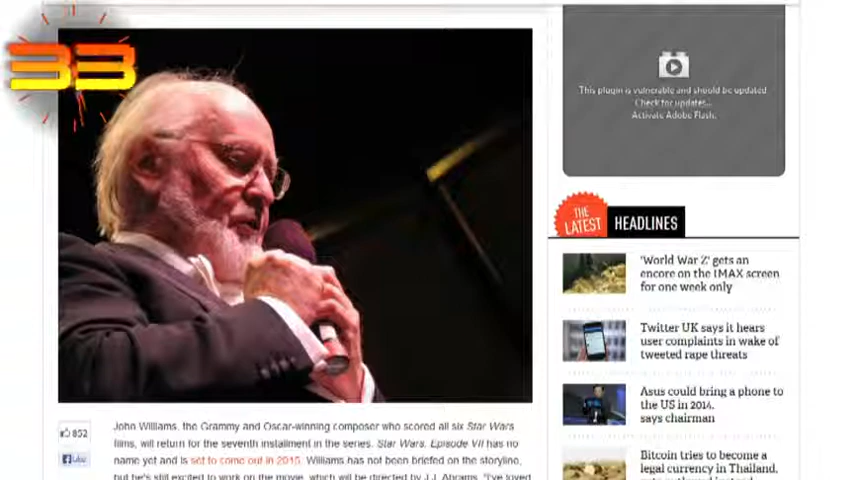 33
This plugin is vulnerable and should be updated.
Check for updates...
Activate Adobe Flash.
THE LATEST
HEADLINES
'World War Z' gets an
encore on the IMAX screen
for one week only
Twitter UK says it hears
user complaints in wake of
tweeted rape threats
Asus could bring a phone to
the US in 2014,
says chairman
Bitcoin tries to become a
legal currency in Thailand,
852
Like
John Williams, the Grammy and Oscar-winning composer who scored all six Star Wars
films, will return for the seventh installment in the series. Star Wars: Episode VII has no
name yet and is set to come out in 2015. Williams has not been briefed on the storyline,
but he's still excited to work on the movie, which will be directed by J.J. Abrams. "I've loved